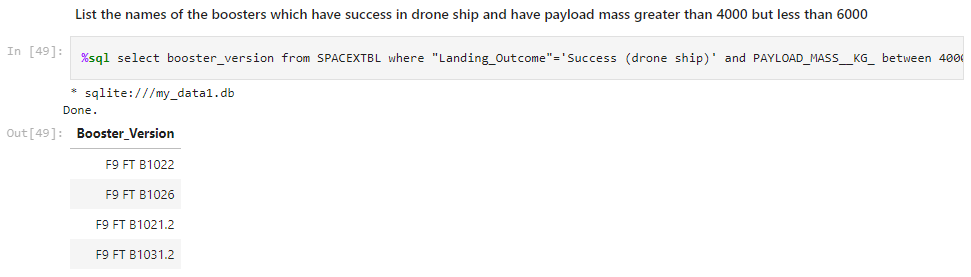 List the names of the boosters which have success in drone ship and have payload mass greater than 4000 but less than 6000
In [49]: %sql select booster_version from SPACEXTBL where "Landing_Outcome"='Success (drone ship)' and PAYLOAD_MASS__KG_ between
* sqlite:///my_data1.db
Done.
Out[49]: Booster_Version
F9 FT B1022
F9 FT B1026
F9 FT B1021.2
F9 FT B1031.2